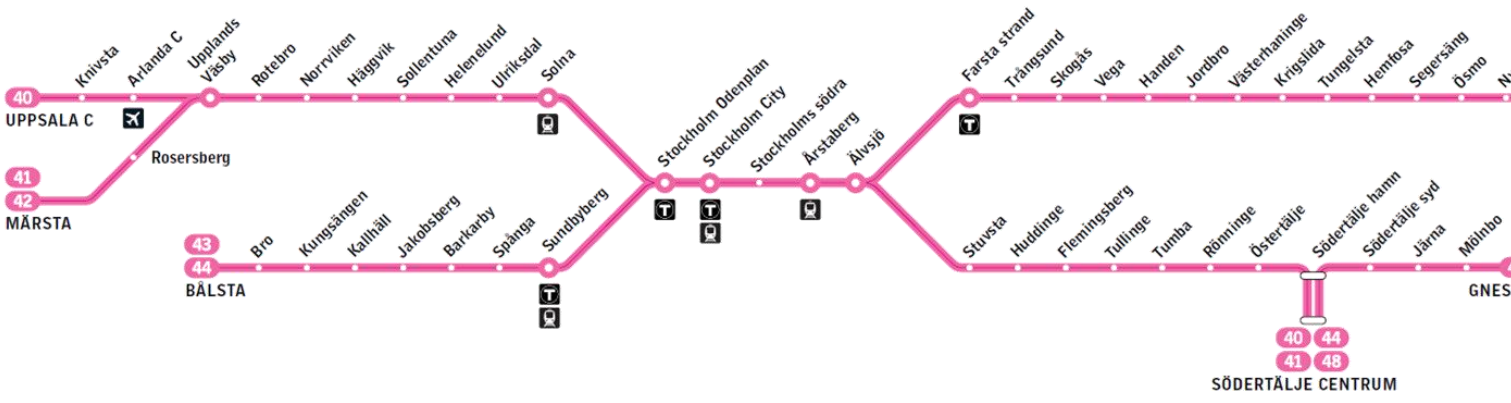 Knivsta
Arlanda C
Upplands
Väsby
Rotebro
Norrviken
Häggvik
Sollentuna
Helenelund
Ulriksdal
Solna
40
UPPSALA C
Rosersberg
41
42
MÄRSTA
43
44
BÅLSTA
Bro
Kungsängen
Kallhäll
Jakobsberg
Barkarby
Spånga
Sundbyberg
T
Stockholm Odenplan
T
Stockholm City
T
Stockholms södra
Årstaberg
Älvsjö
Farsta strand
T
Trångsund
Skogås
Vega
Handen
Jordbro
Västerhaninge
Krigslida
Tungelsta
Hemfosa
Segersäng
Ösmo
Stuvsta
Huddinge
Flemingsberg
Tullinge
Tumba
Rönninge
Östertälje
Södertälje hamn
Södertälje syd
Järna
Mölnbo
GNES
40
44
41
48
SÖDERTÄLJE CENTRUM